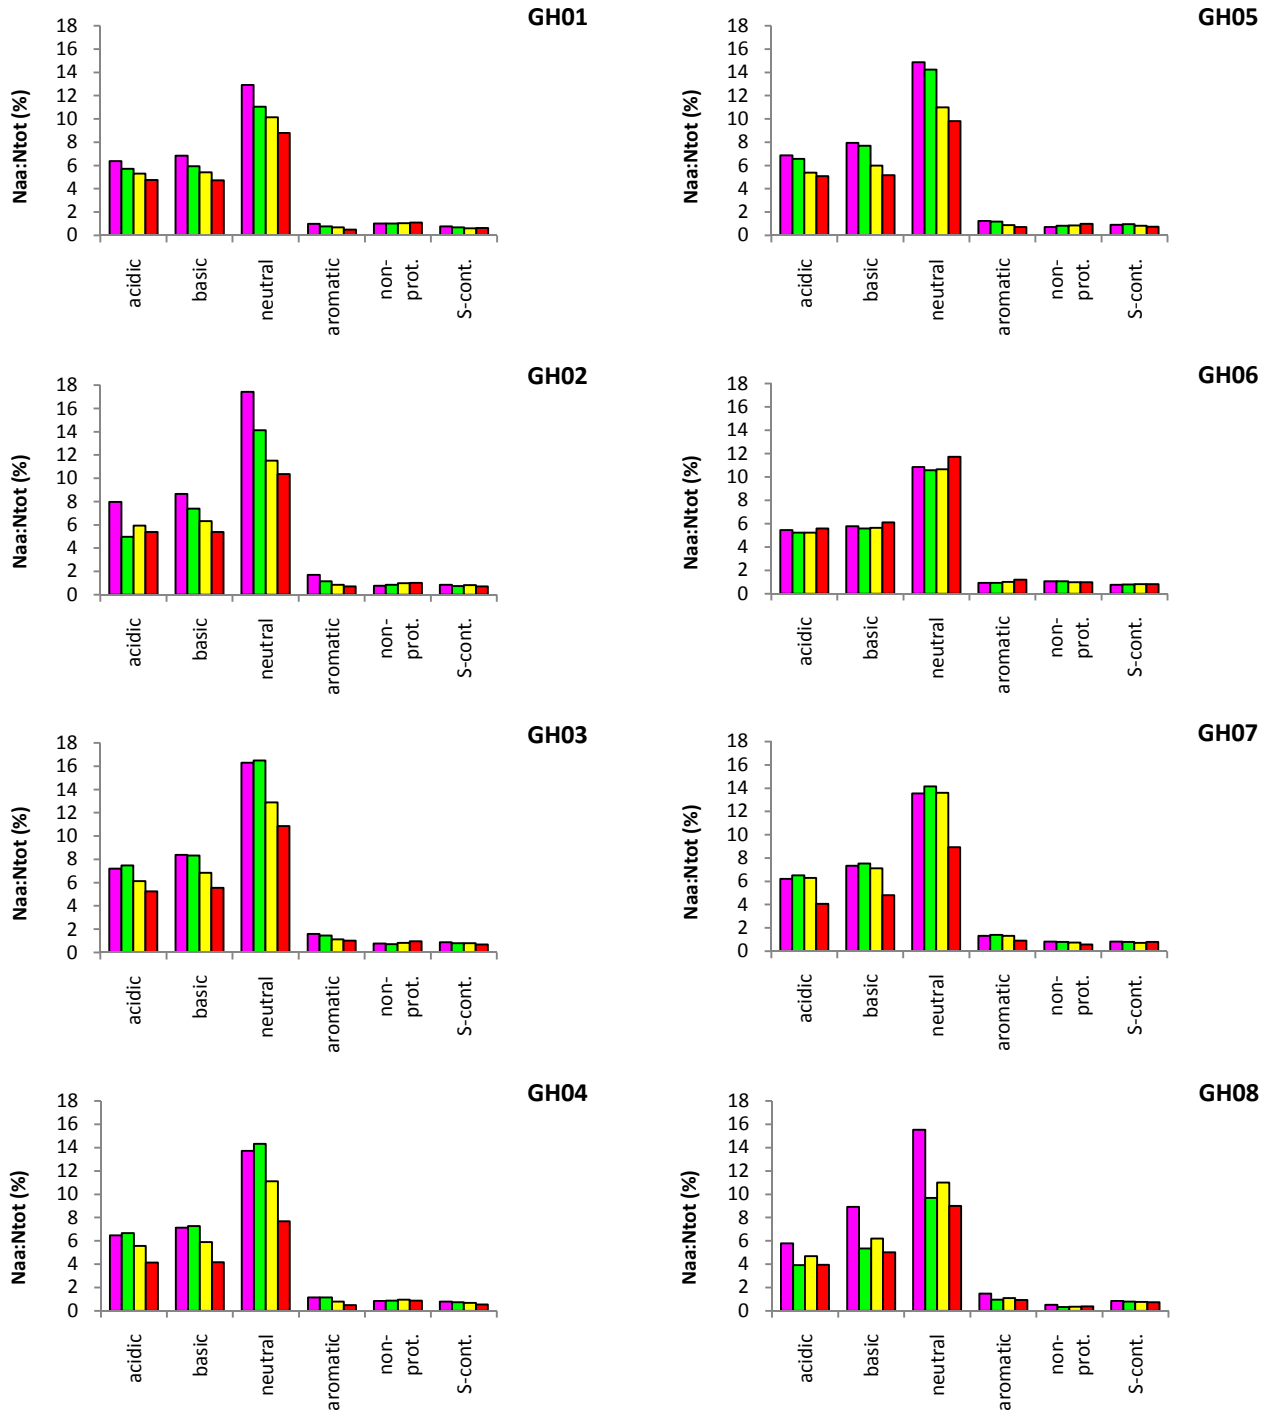 GH01
Naa:Ntot (%)
18
16
14
12
10
8
6
4
2
0
acidic
basic
neutral
aromatic
non-
prot.
S-cont.
GH05
Naa:Ntot (%)
18
16
14
12
10
8
6
4
2
0
acidic
basic
neutral
aromatic
non-
prot.
S-cont.
GH02
Naa:Ntot (%)
18
16
14
12
10
8
6
4
2
0
acidic
basic
neutral
aromatic
non-
prot.
S-cont.
GH06
Naa:Ntot (%)
18
16
14
12
10
8
6
4
2
0
acidic
basic
neutral
aromatic
non-
prot.
S-cont.
GH03
Naa:Ntot (%)
18
16
14
12
10
8
6
4
2
0
acidic
basic
neutral
aromatic
non-
prot.
S-cont.
GH07
Naa:Ntot (%)
18
16
14
12
10
8
6
4
2
0
acidic
basic
neutral
aromatic
non-
prot.
S-cont.
GH04
Naa:Ntot (%)
18
16
14
12
10
8
6
4
2
0
acidic
basic
neutral
aromatic
non-
prot.
S-cont.
GH08
Naa:Ntot (%)
18
16
14
12
10
8
6
4
2
0
acidic
basic
neutral
aromatic
non-
prot.
S-cont.